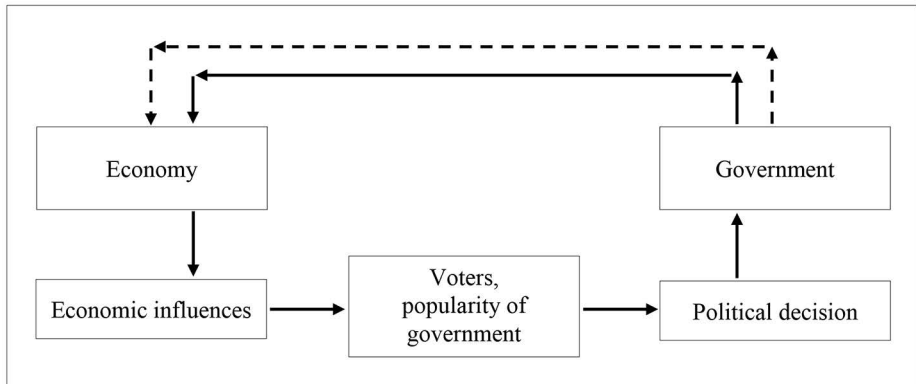 Economy
Government
Economic influences
Voters,
popularity of
government
Political decision